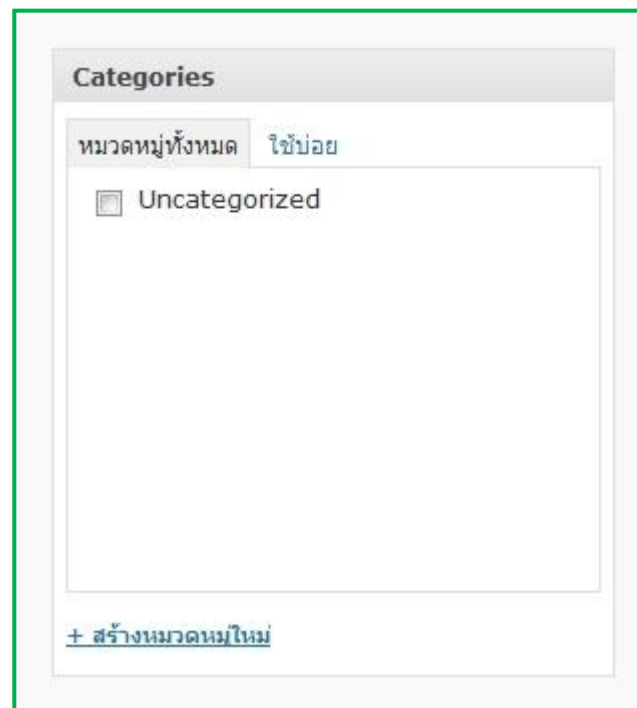 Categories
หมวดหมู่ทั้งหมด ใช้บ่อย
Uncategorized
+ สร้างหมวดหมู่ใหม่